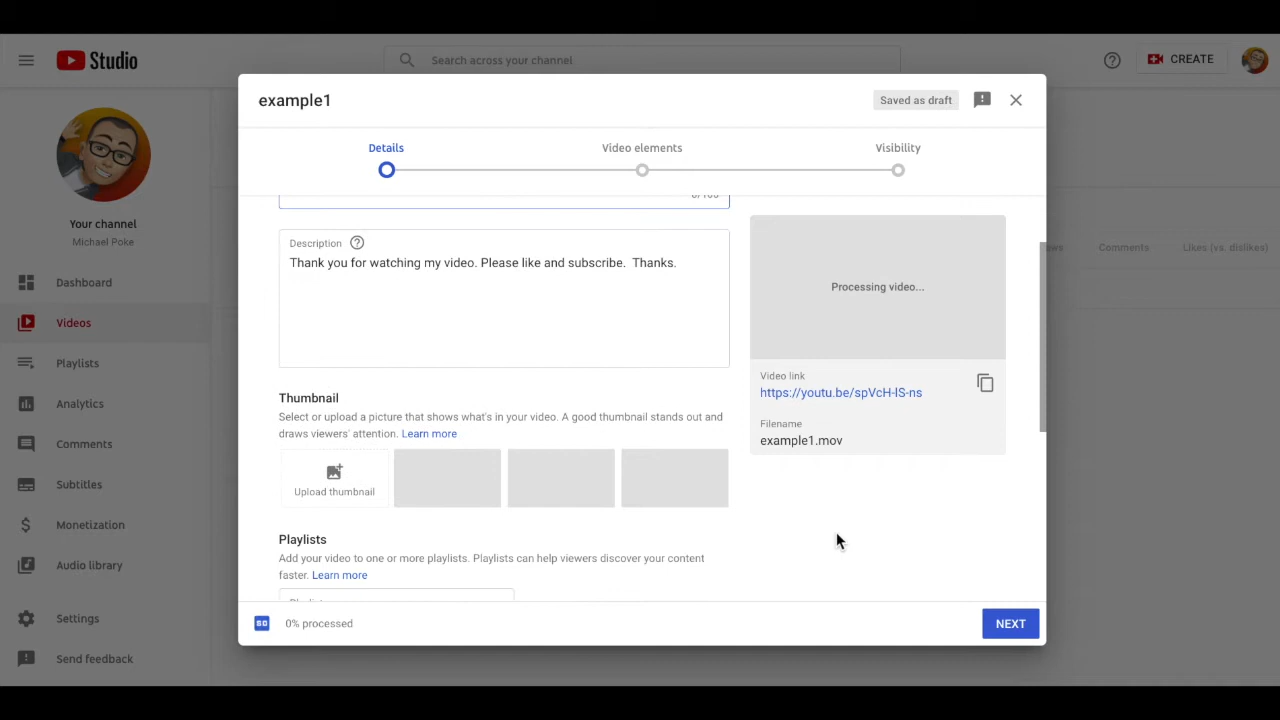 Studio
Search across your channel
CREATE
example1
Saved as draft
Details
Video elements
Visibility
Your channel
Michael Poke
Dashboard
Videos
Playlists
Analytics
Comments
Subtitles
Monetization
Audio library
Settings
Send feedback
Description
Thank you for watching my video. Please like and subscribe.  Thanks.
Thumbnail
Select or upload a picture that shows what's in your video. A good thumbnail stands out and
draws viewers' attention. Learn more
Upload thumbnail
Playlists
Add your video to one or more playlists. Playlists can help viewers discover your content
faster. Learn more
Processing video...
Video link
https://youtu.be/spVcH-lS-ns
Filename
example1.mov
Comments
Likes (vs. dislikes)
SD
0% processed
NEXT